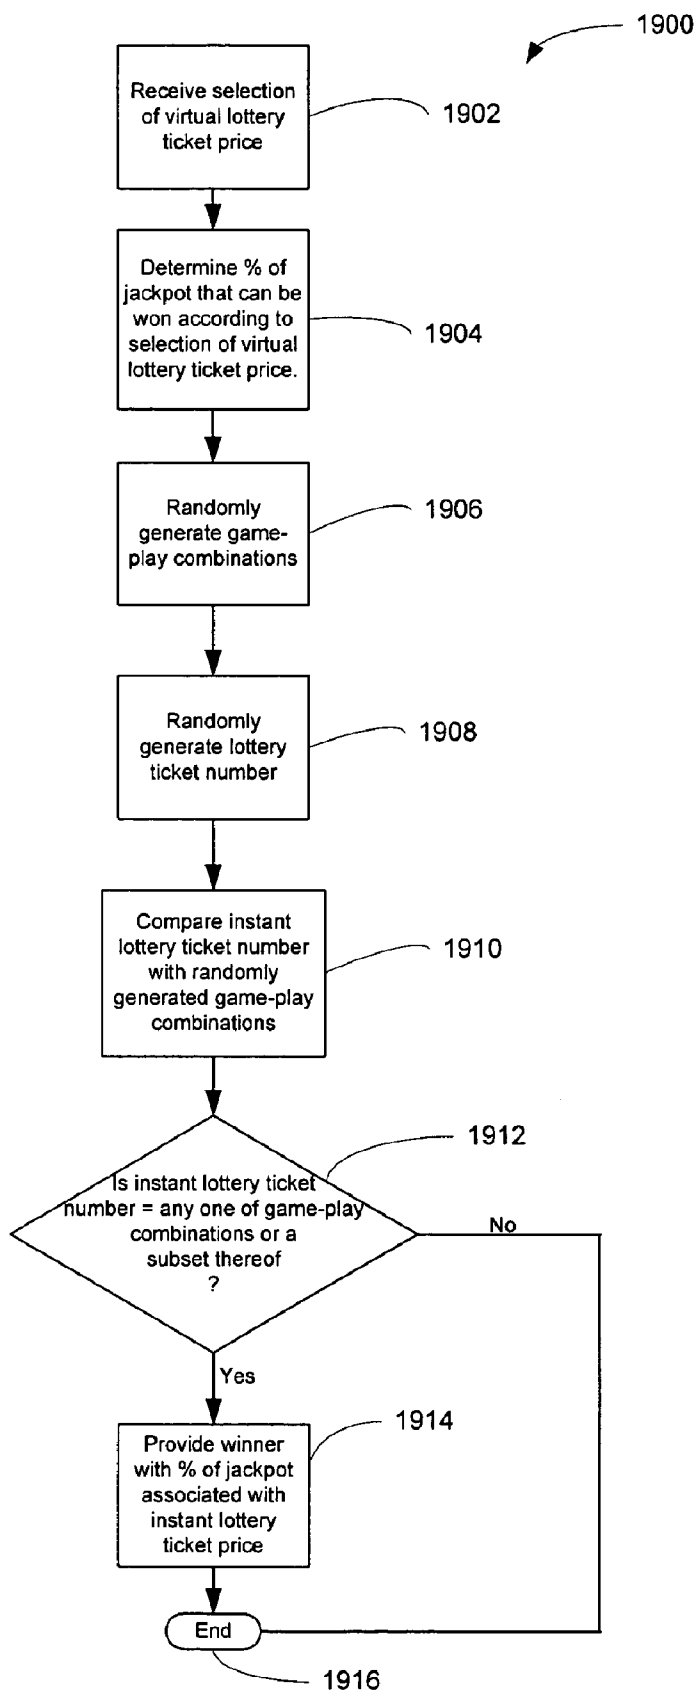 1900
Receive selection
of virtual lottery
ticket price
1902
Determine % of
jackpot that can be
won according to
selection of virtual
lottery ticket price.
1904
Randomly
generate game-
play combinations
1906
Randomly
generate lottery
ticket number
1908
Compare instant
lottery ticket number
with randomly
generated game-play
combinations
1910
Is instant lottery ticket
number = any one of game-play
combinations or a
subset thereof
?
1912
No
Yes
Provide winner
with % of jackpot
associated with
instant lottery
ticket price
1914
End
1916